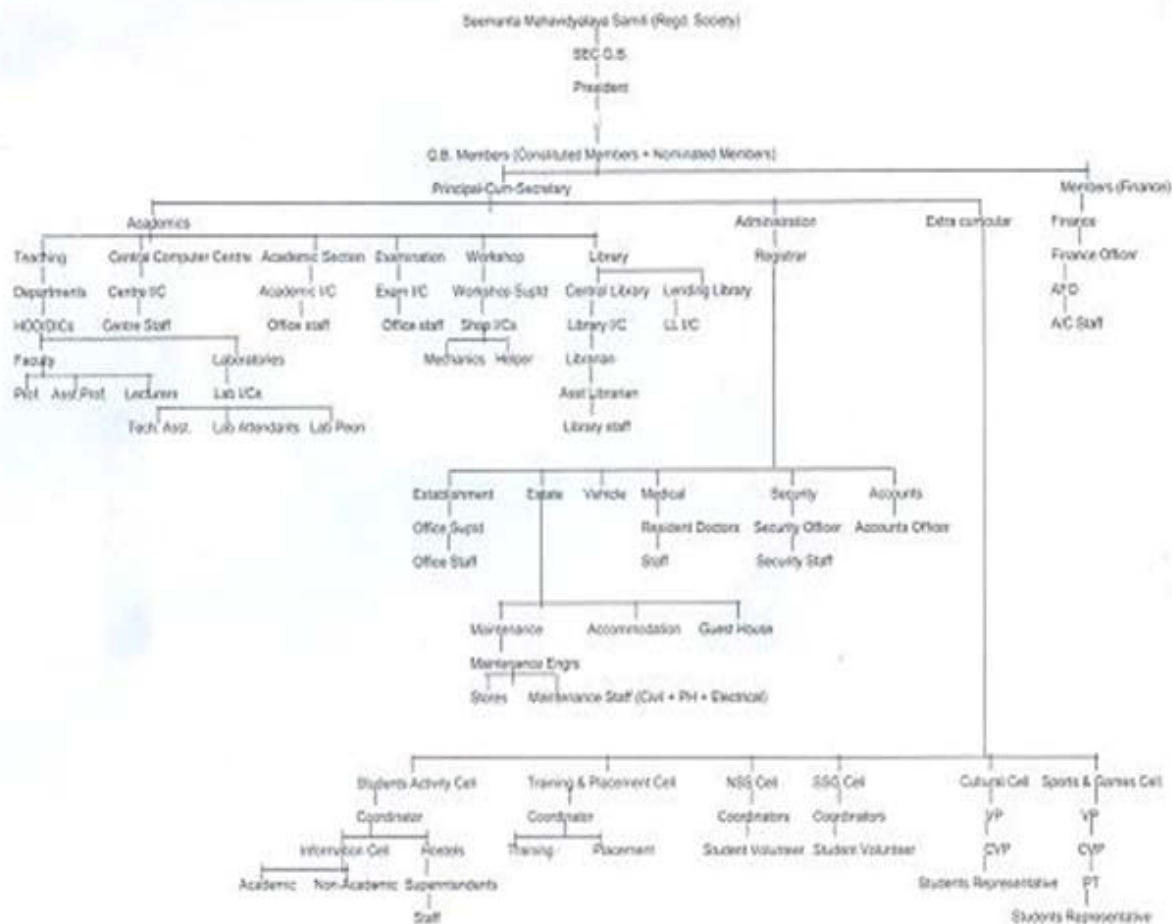 Seemanta Mahavidyalaya Samiti (Regd. Society)
SEC G.B.
President
G.B. Members (Constituted Members + Nominated Members)
Principal-Cum-Secretary Members (Finance)
Academics Administration Extra curricular Finance
Teaching Central Computer Centre Academic Section Examination Workshop Library Registrar Finance Officer
Departments Centre I/C Academic I/C Exam I/C Workshop Suptd Central Library Lending Library
HOD/DICs Centre Staff Office staff Office staff Shop I/Cs Library I/C LL I/C A/C Staff
Faculty Laboratories Mechanics Helper Librarian
Prof. Asst.Prof. Lecturers Lab I/Cs Asst Librarian
Tech. Asst. Lab Attendants Lab Peon Library staff
Establishment Estate Vehicle Medical Security Accounts
Office Suptd Resident Doctors Security Officer Accounts Officer
Office Staff Staff Security Staff
Maintenance Accommodation Guest House
Maintenance Engrs
Stores Maintenance Staff (Civil + PH + Electrical)
Students Activity Cell Training & Placement Cell NSS Cell SSG Cell Cultural Cell Sports & Games Cell
Coordinator Coordinator Coordinators Coordinators VP VP
Information Cell Hostels Training Placement Student Volunteer Student Volunteer CVP CVP
Academic Non-Academic Superintendents Students Representative PT
Staff Students Representative